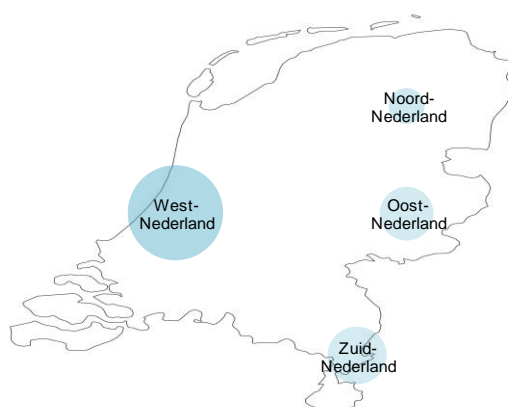 Noord-
Nederland
West-
Nederland
Oost-
Nederland
Zuid-
Nederland